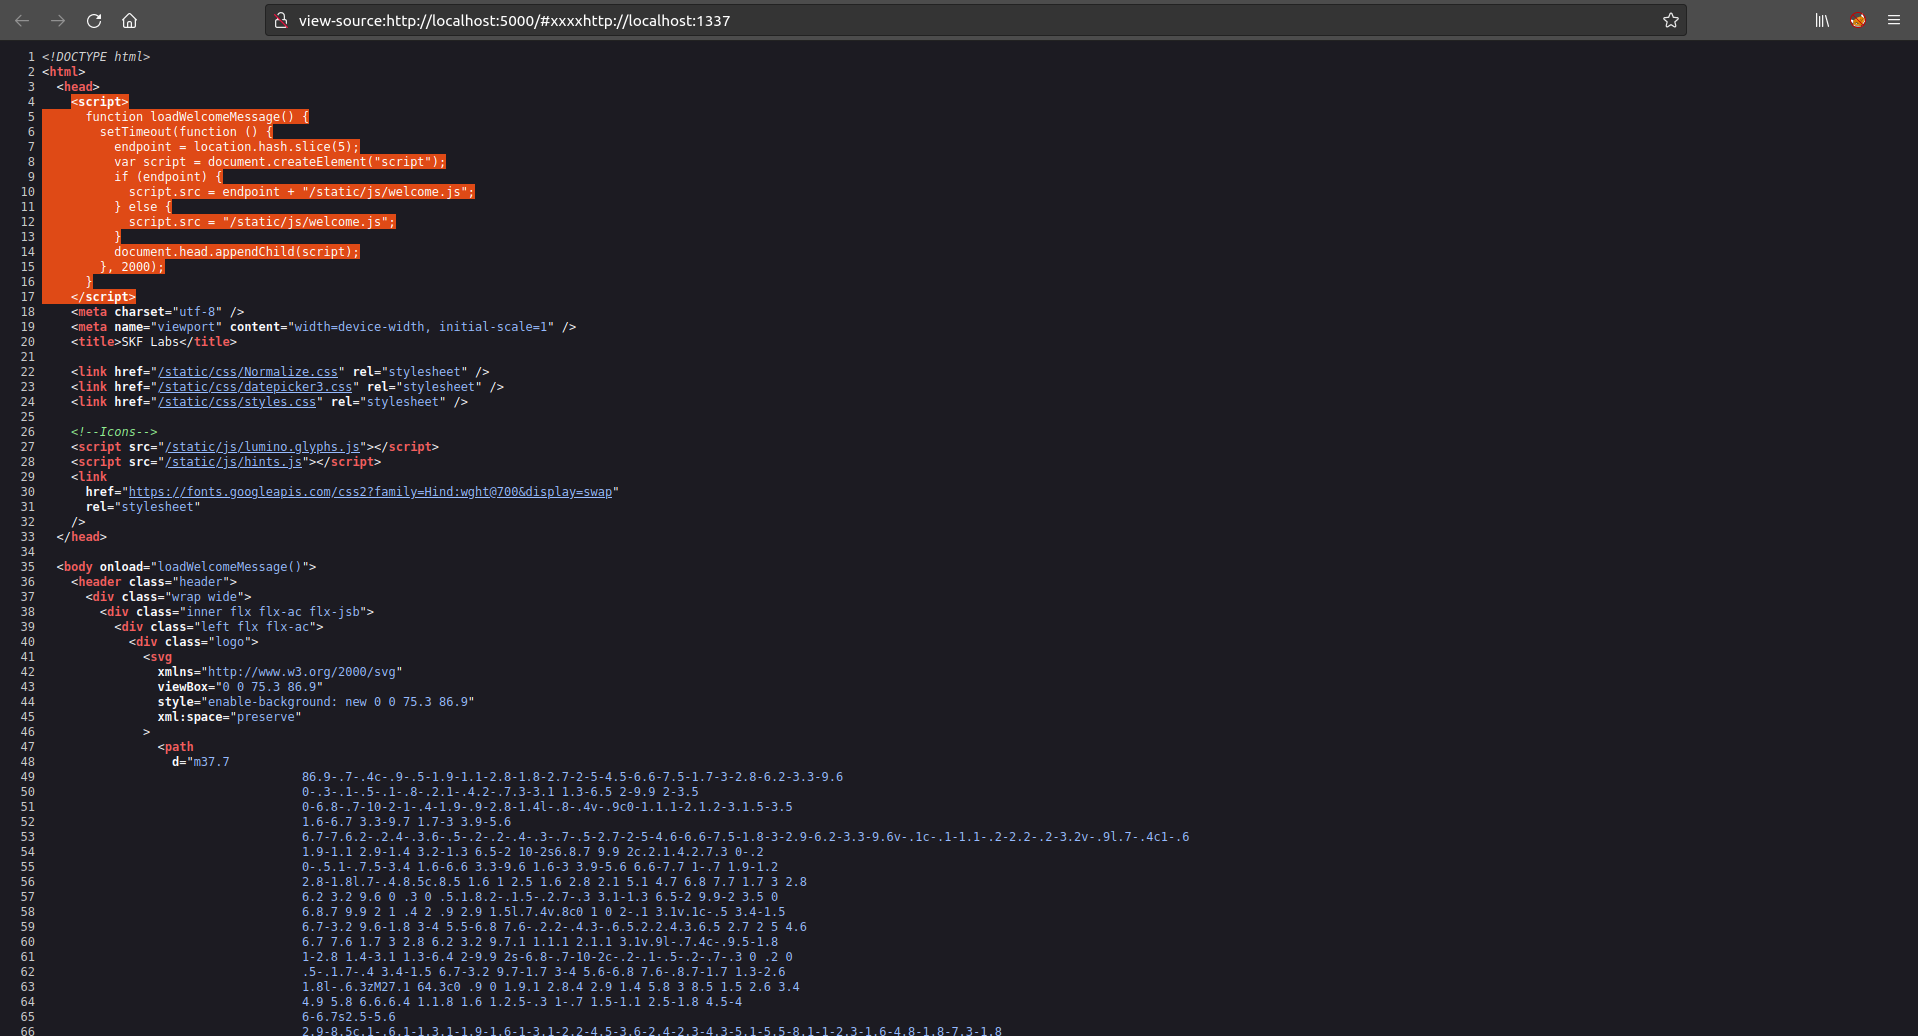 view-source:http://localhost:5000/#xxxxhttp://localhost:1337
1 <!DOCTYPE html>
2 <html>
3 <head>
4 <script>
5 function loadWelcomeMessage() {
6 setTimeout(function () {
7 endpoint = location.hash.slice(5);
8 var script = document.createElement("script");
9 if (endpoint) {
10 script.src = endpoint + "/static/js/welcome.js";
11 } else {
12 script.src = "/static/js/welcome.js";
13 }
14 document.head.appendChild(script);
15 }, 2000);
16 }
17 </script>
18 <meta charset="utf-8" />
19 <meta name="viewport" content="width=device-width, initial-scale=1" />
20 <title>SKF Labs</title>
21
22 <link href="/static/css/Normalize.css" rel="stylesheet" />
23 <link href="/static/css/datepicker3.css" rel="stylesheet" />
24 <link href="/static/css/styles.css" rel="stylesheet" />
25
26 <!--Icons-->
27 <script src="/static/js/lumino.glyphs.js"></script>
28 <script src="/static/js/hints.js"></script>
29 <link
30 href="https://fonts.googleapis.com/css2?family=Hind:wght@700&display=swap"
31 rel="stylesheet"
32 />
33 </head>
34
35 <body onload="loadWelcomeMessage()">
36 <header class="header">
37 <div class="wrap wide">
38 <div class="inner flx flx-ac flx-jsb">
39 <div class="left flx flx-ac">
40 <div class="logo">
41 <svg
42 xmlns="http://www.w3.org/2000/svg"
43 viewBox="0 0 75.3 86.9"
44 style="enable-background: new 0 0 75.3 86.9"
45 xml:space="preserve"
46 >
47 <path
48 d="m37.7
49 86.9-.7-.4c-.9-.5-1.9-1.1-2.8-1.8-2.7-2-5-4.5-6.6-7.5-1.7-3-2.8-6.2-3.3-9.6
50 0-.3-.1-.5-.1-.8-.2.1-.4.2-.7.3-3.1 1.3-6.5 2-9.9 2-3.5
51 0-6.8-.7-10-2-1-.4-1.9-.9-2.8-1.4l-.8-.4v-.9c0-1.1.1-2.1.2-3.1.5-3.5
52 1.6-6.7 3.3-9.7 1.7-3 3.9-5.6
53 6.7-7.6.2-.2.4-.3.6-.5-.2-.2-.4-.3-.7-.5-2.7-2-5-4.6-6.6-7.5-1.8-3-2.9-6.2-3.3-9.6v-.1c-.1-1.1-.2-2.2-.2-3.2v-.9l.7-.4c1-.6
54 1.9-1.1 2.9-1.4 3.2-1.3 6.5-2 10-2s6.8.7 9.9 2c.2.1.4.2.7.3 0-.2
55 0-.5.1-.7.5-3.4 1.6-6.6 3.3-9.6 1.6-3 3.9-5.6 6.6-7.7 1-.7 1.9-1.2
56 2.8-1.8l.7-.4.8.5c.8.5 1.6 1 2.5 1.6 2.8 2.1 5.1 4.7 6.8 7.7 1.7 3 2.8
57 6.2 3.2 9.6 0 .3 0 .5.1.8.2-.1.5-.2.7-.3 3.1-1.3 6.5-2 9.9-2 3.5 0
58 6.8.7 9.9 2 1 .4 2 .9 2.9 1.5l.7.4v.8c0 1 0 2-.1 3.1v.1c-.5 3.4-1.5
59 6.7-3.2 9.6-1.8 3-4 5.5-6.8 7.6-.2.2-.4.3-.6.5.2.2.4.3.6.5 2.7 2 5 4.6
60 6.7 7.6 1.7 3 2.8 6.2 3.2 9.7.1 1.1.1 2.1.1 3.1v.9l-.7.4c-.9.5-1.8
61 1-2.8 1.4-3.1 1.3-6.4 2-9.9 2s-6.8-.7-10-2c-.2-.1-.5-.2-.7-.3 0 .2 0
62 .5-.1.7-.4 3.4-1.5 6.7-3.2 9.7-1.7 3-4 5.6-6.8 7.6-.8.7-1.7 1.3-2.6
63 1.8l-.6.3zM27.1 64.3c0 .9 0 1.9.1 2.8.4 2.9 1.4 5.8 3 8.5 1.5 2.6 3.4
64 4.9 5.8 6.6.6.4 1.1.8 1.6 1.2.5-.3 1-.7 1.5-1.1 2.5-1.8 4.5-4
65 6-6.7s2.5-5.6
66 2.9-8.5c.1-.6.1-1.3.1-1.9-1.6-1-3.1-2.2-4.5-3.6-2.4-2.3-4.3-5.1-5.5-8.1-1-2.3-1.6-4.8-1.8-7.3-1.8